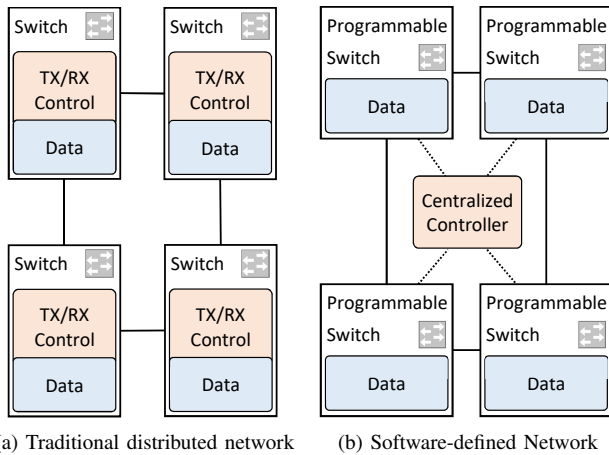 Switch
TX/RX
Control
Data
Switch
TX/RX
Control
Data
Switch
TX/RX
Control
Data
Switch
TX/RX
Control
Data
a) Traditional distributed network
Programmable
Switch
Data
Programmable
Switch
Data
Centralized
Controller
Programmable
Switch
Data
Programmable
Switch
Data
(b) Software-defined Network